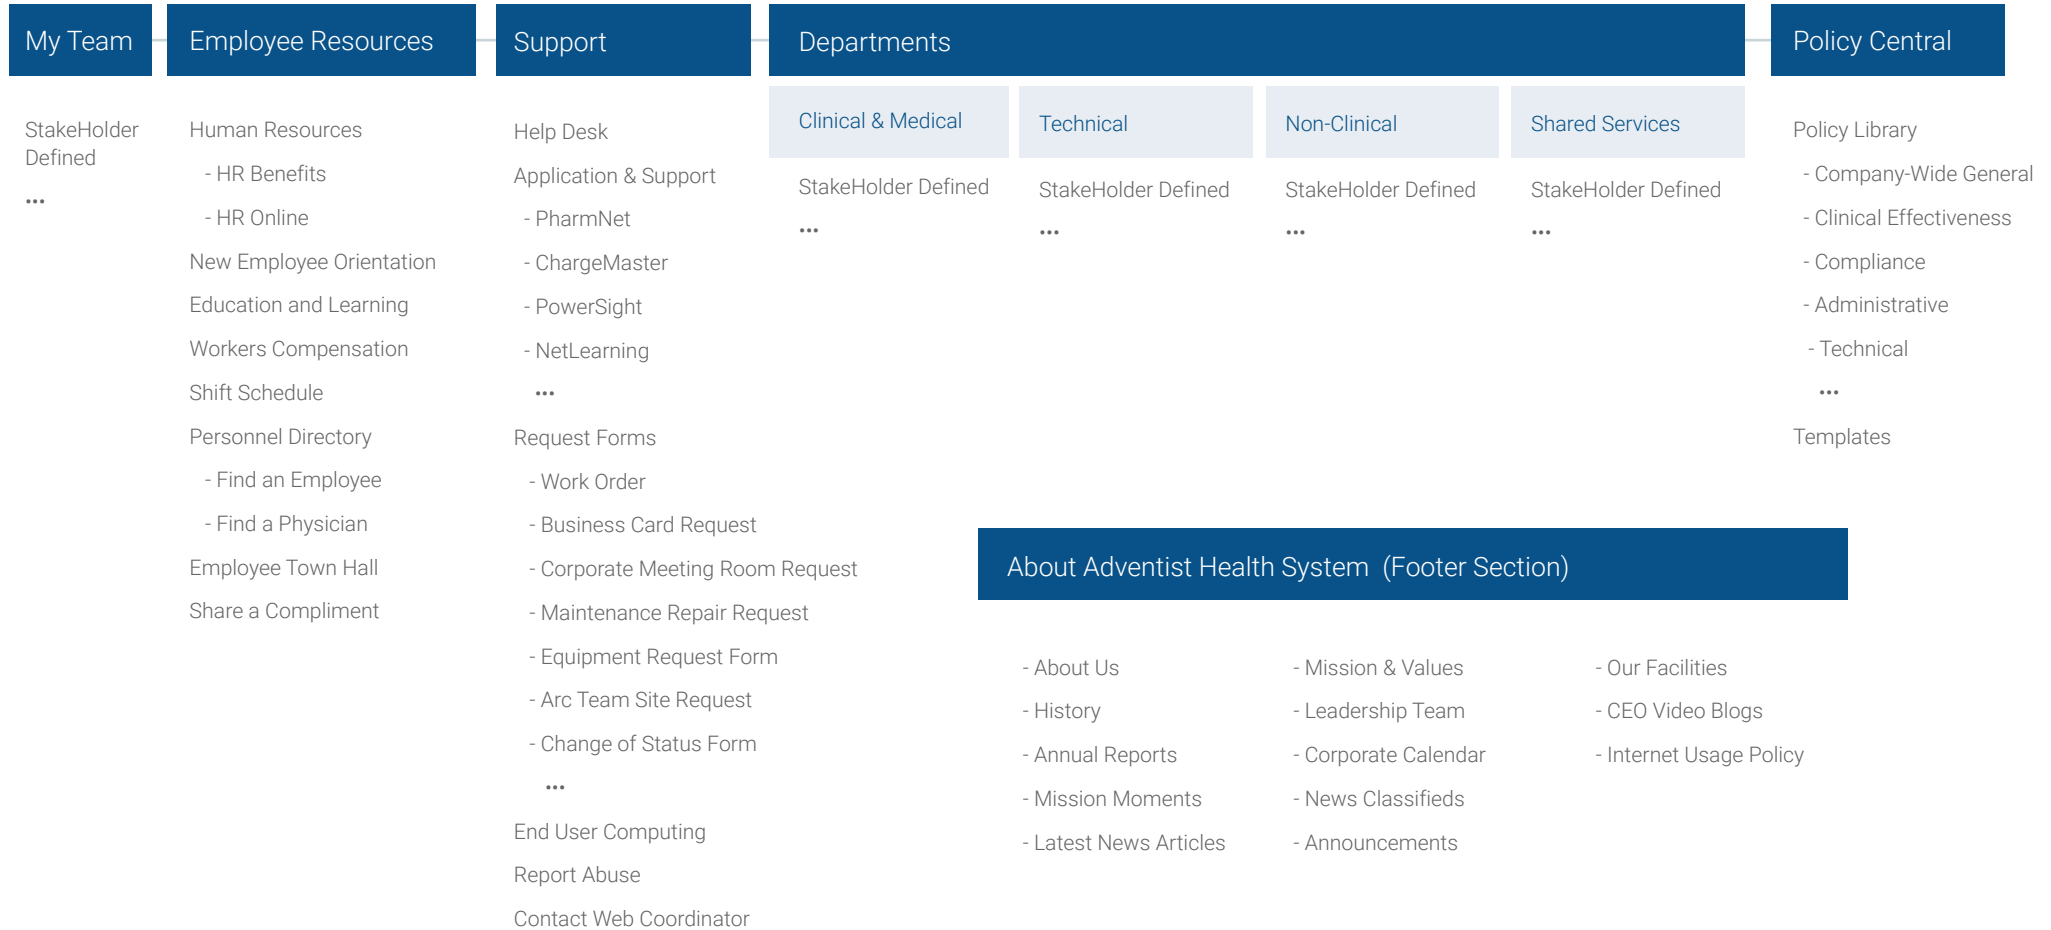 My Team
StakeHolder
Defined
...
Employee Resources
Human Resources
- HR Benefits
- HR Online
New Employee Orientation
Education and Learning
Workers Compensation
Shift Schedule
Personnel Directory
- Find an Employee
- Find a Physician
Employee Town Hall
Share a Compliment
Support
Help Desk
Application & Support
- PharmNet
- ChargeMaster
- PowerSight
- NetLearning
...
Request Forms
- Work Order
- Business Card Request
- Corporate Meeting Room Request
- Maintenance Repair Request
- Equipment Request Form
- Arc Team Site Request
- Change of Status Form
...
End User Computing
Report Abuse
Contact Web Coordinator
Departments
Clinical & Medical
StakeHolder Defined
...
Technical
StakeHolder Defined
...
Non-Clinical
StakeHolder Defined
...
Shared Services
StakeHolder Defined
...
Policy Central
Policy Library
- Company-Wide General
- Clinical Effectiveness
- Compliance
- Administrative
- Technical
...
Templates
About Adventist Health System (Footer Section)
- About Us
- History
- Annual Reports
- Mission Moments
- Latest News Articles
- Mission & Values
- Leadership Team
- Corporate Calendar
- News Classifieds
- Announcements
- Our Facilities
- CEO Video Blogs
- Internet Usage Policy